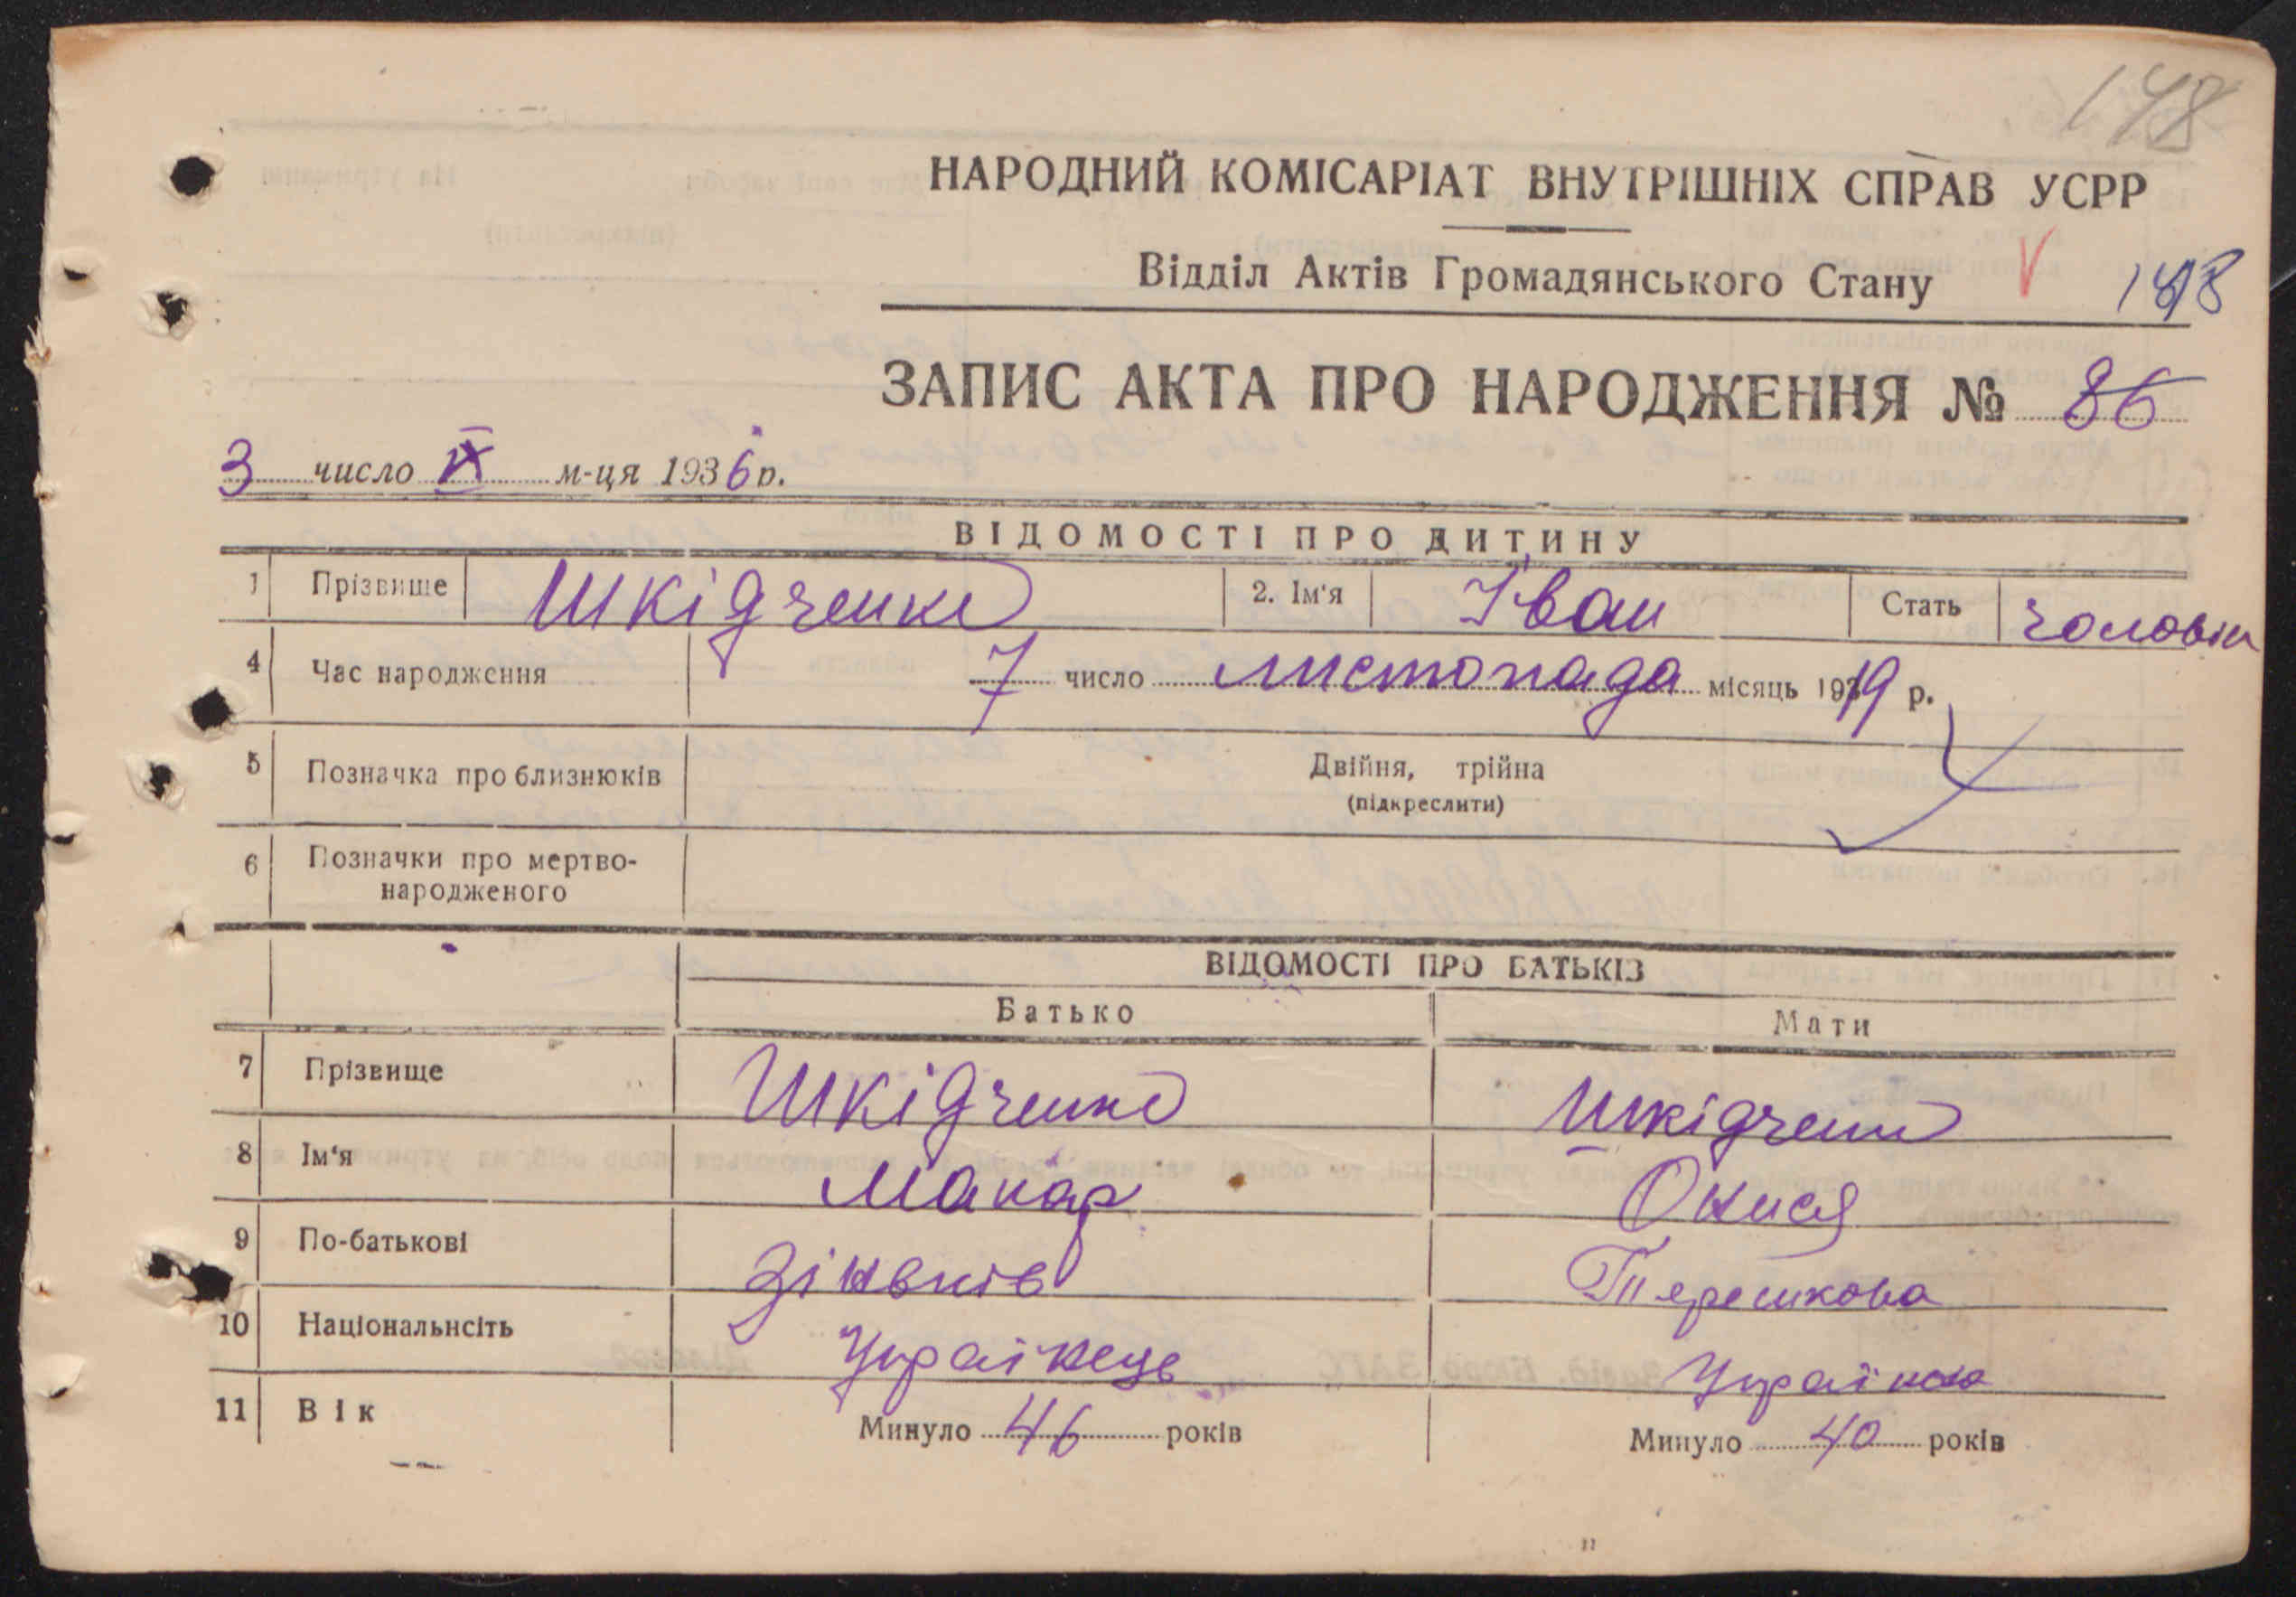 148
НАРОДНИЙ КОМІСАРІАТ ВНУТРІШНІХ СПРАВ УСРР
Відділ Актів Громадянського Стану V 148
ЗАПИС АКТА ПРО НАРОДЖЕННЯ № 86
3 число IX м-ця 1936 р.
ВІДОМОСТІ ПРО ДИТИНУ
1 Прізвище Шкідченко 2. Ім'я Іван Стать чоловіч
4 Час народження 7 число листопада місяць 1919 р.
5 Позначка про близнюків Двійня, трійна
(підкреслити)
6 Позначки про мертво-
народженого
ВІДОМОСТІ ПРО БАТЬКІВ
Батько Мати
7 Прізвище Шкідченко Шкідченко
8 Ім'я Макар Окися
9 По-батькові Зіновків Терешкова
10 Національнсіть Українець Українка
11 Вік Минуло 46 років Минуло 40 років